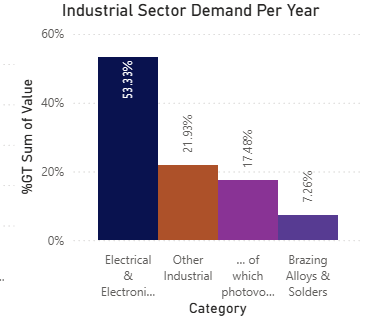 Industrial Sector Demand Per Year
%GT Sum of Value
60%
40%
20%
0%
53.33%
21.93%
17.48%
7.26%
Electrical
&
Electroni...
Other
Industrial
... of
which
photovo...
Brazing
Alloys &
Solders
Category
..